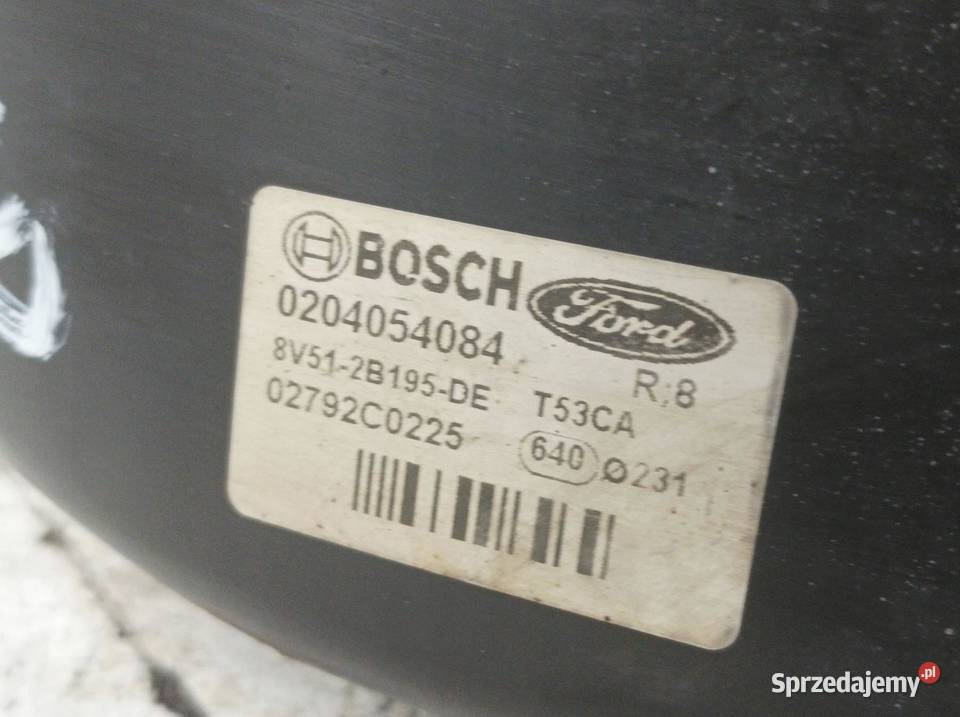 BOSCH
Ford
0204054084
R:8
8V51-2B195-DE T53CA
02792C0225 640 Ø231
Sprzedajemy.pl